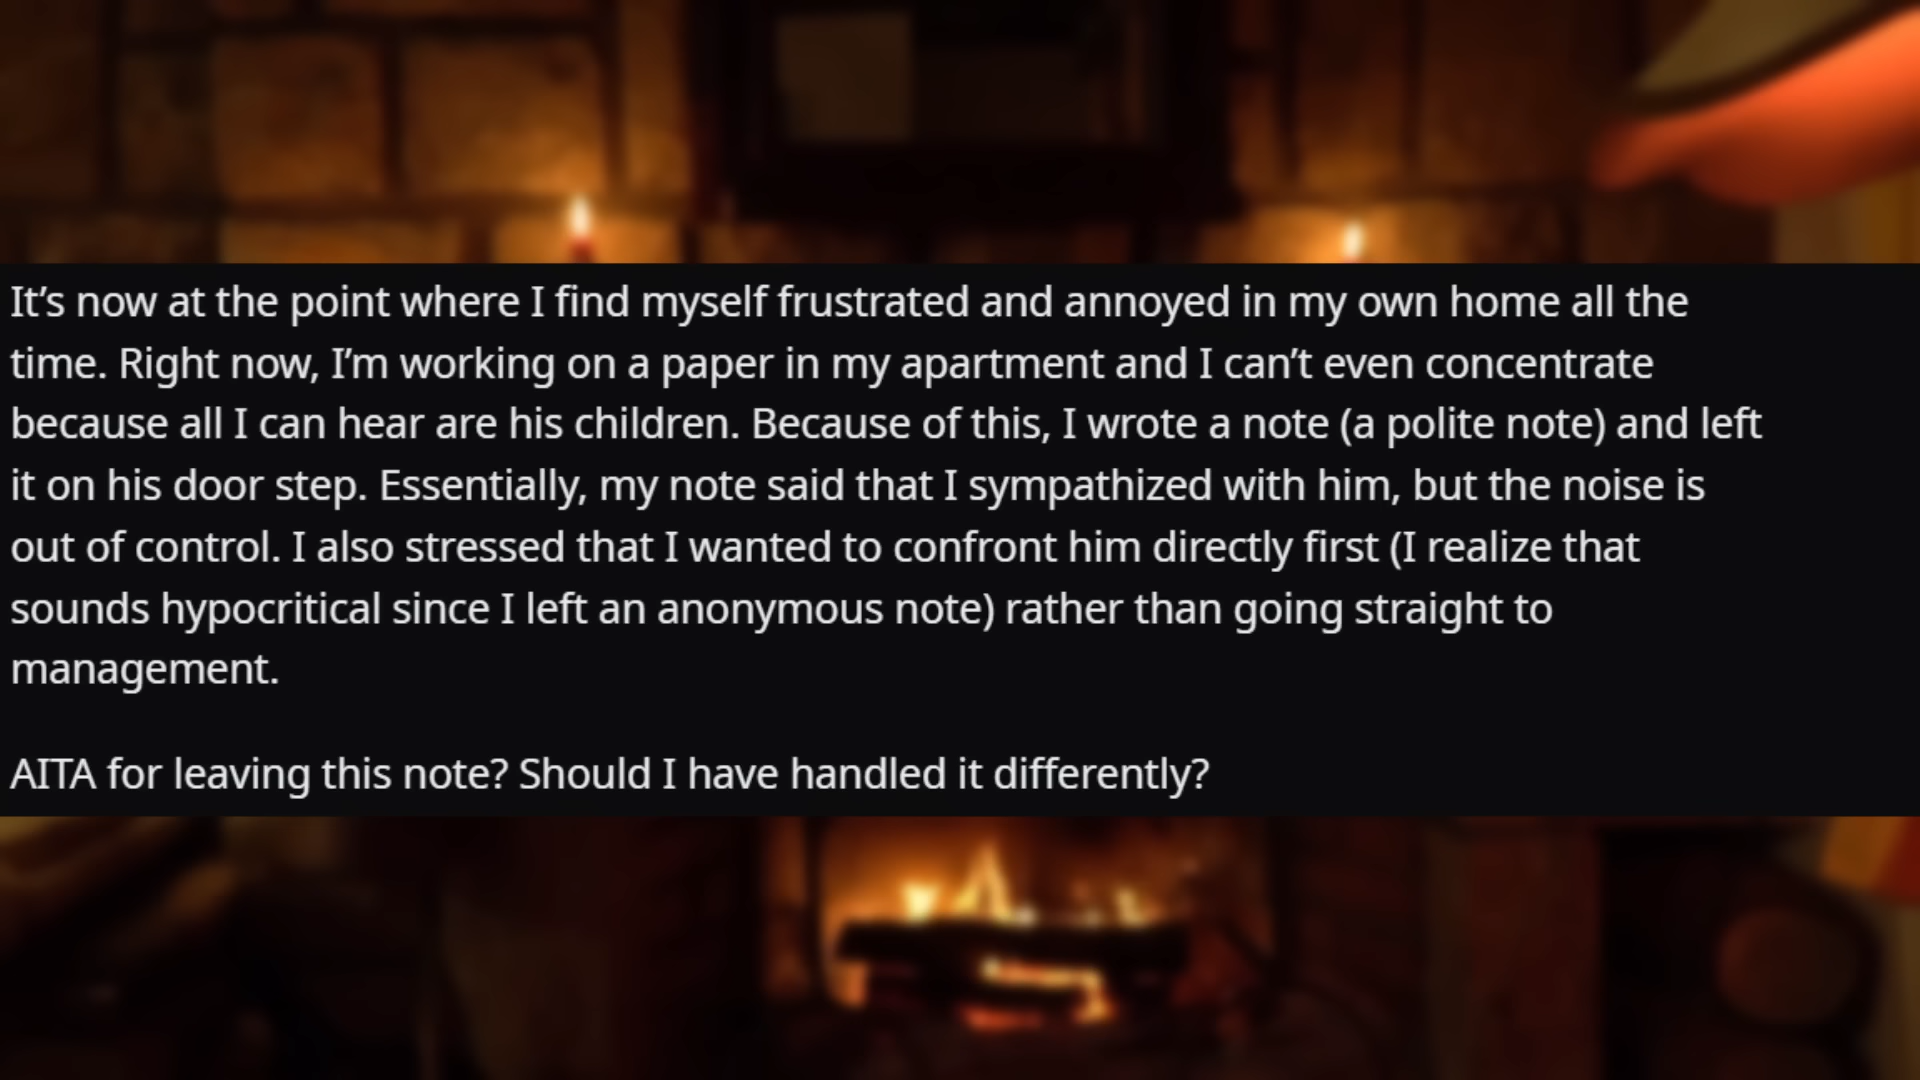 It’s now at the point where I find myself frustrated and annoyed in my own home all the
time. Right now, I’m working on a paper in my apartment and I can’t even concentrate
because all I can hear are his children. Because of this, I wrote a note (a polite note) and left
it on his door step. Essentially, my note said that I sympathized with him, but the noise is
out of control. I also stressed that I wanted to confront him directly first (I realize that
sounds hypocritical since I left an anonymous note) rather than going straight to
management.
AITA for leaving this note? Should I have handled it differently?